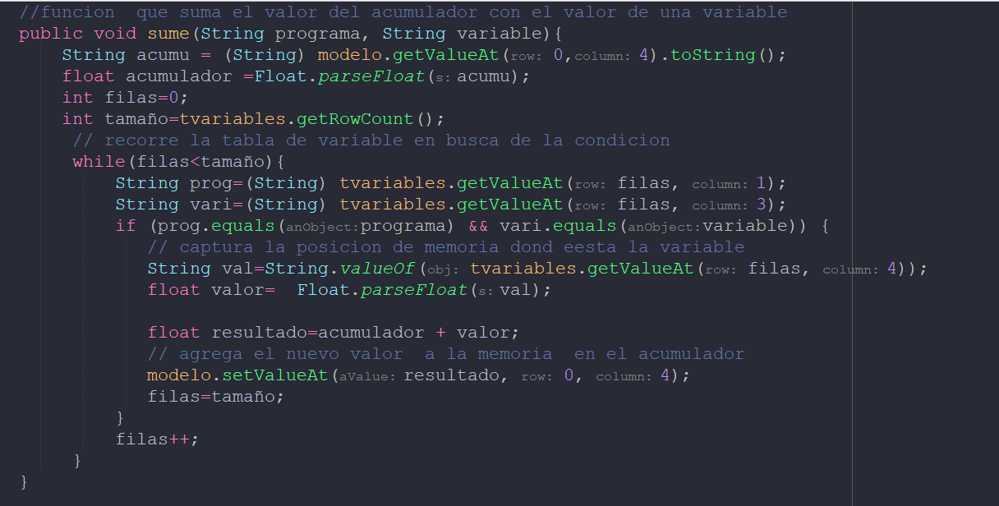 //funcion  que suma el valor del acumulador con el valor de una variable
public void sume(String programa, String variable){
    String acumu = (String) modelo.getValueAt(row: 0,column: 4).toString();
    float acumulador =Float.parseFloat(s: acumu);
    int filas=0;
    int tamaño=tvariables.getRowCount();
     // recorre la tabla de variable en busca de la condicion
     while(filas<tamaño){
         String prog=(String) tvariables.getValueAt(row: filas, column: 1);
         String vari=(String) tvariables.getValueAt(row: filas, column: 3);
         if (prog.equals(anObject:programa) && vari.equals(anObject:variable)) {
            // captura la posicion de memoria dond eesta la variable
            String val=String.valueOf(obj: tvariables.getValueAt(row: filas, column: 4));
            float valor=  Float.parseFloat(s: val);
            float resultado=acumulador + valor;
            // agrega el nuevo valor  a la memoria  en el acumulador
            modelo.setValueAt(aValue: resultado, row: 0, column: 4);
            filas=tamaño;
         }
         filas++;
     }
}